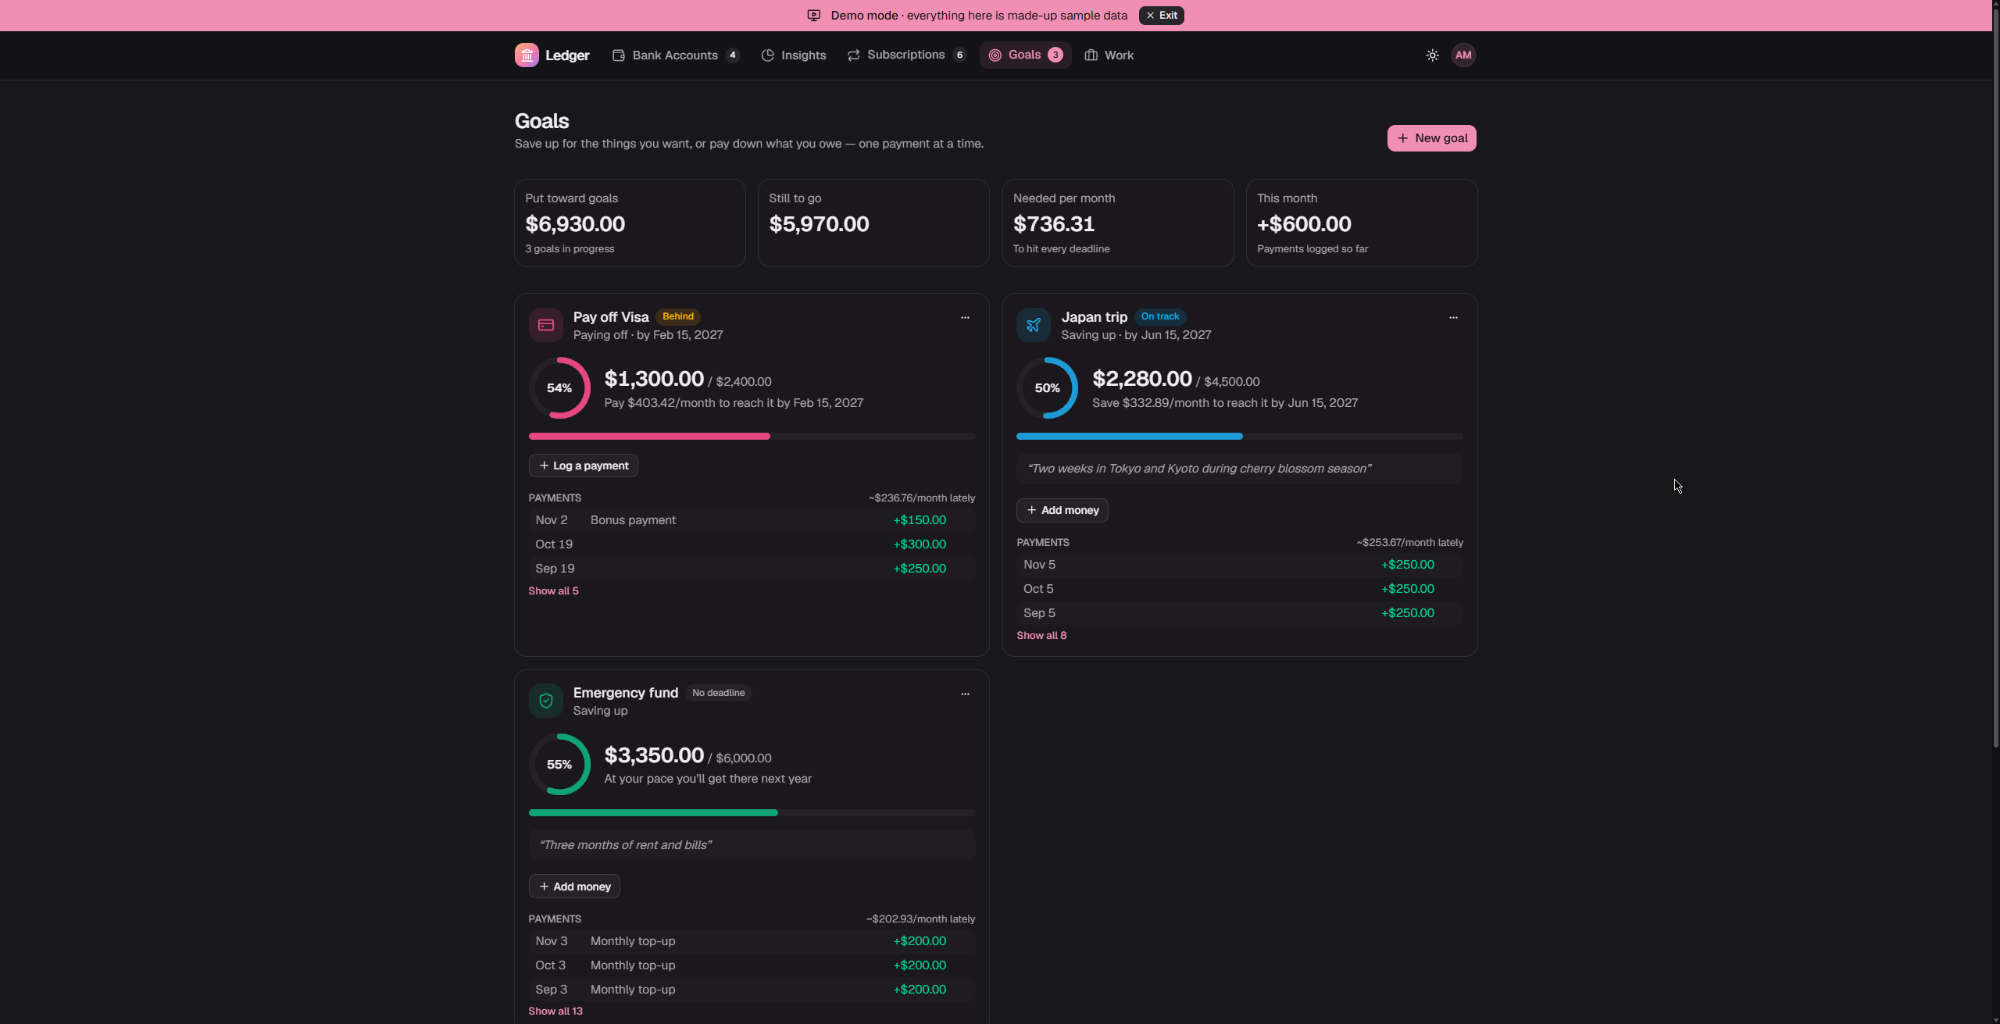 Demo mode · everything here is made-up sample data
Exit
Ledger
Bank Accounts 4
Insights
Subscriptions 6
Goals 3
Work
AM
Goals
Save up for the things you want, or pay down what you owe — one payment at a time.
New goal
Put toward goals
$6,930.00
3 goals in progress
Still to go
$5,970.00
Needed per month
$736.31
To hit every deadline
This month
+$600.00
Payments logged so far
Pay off Visa Behind
Paying off · by Feb 15, 2027
54%
$1,300.00 / $2,400.00
Pay $403.42/month to reach it by Feb 15, 2027
Log a payment
PAYMENTS ~$236.76/month lately
Nov 2 Bonus payment +$150.00
Oct 19 +$300.00
Sep 19 +$250.00
Show all 5
Japan trip On track
Saving up · by Jun 15, 2027
50%
$2,280.00 / $4,500.00
Save $332.89/month to reach it by Jun 15, 2027
“Two weeks in Tokyo and Kyoto during cherry blossom season”
Add money
PAYMENTS ~$253.67/month lately
Nov 5 +$250.00
Oct 5 +$250.00
Sep 5 +$250.00
Show all 8
Emergency fund No deadline
Saving up
55%
$3,350.00 / $6,000.00
At your pace you'll get there next year
“Three months of rent and bills”
Add money
PAYMENTS ~$202.93/month lately
Nov 3 Monthly top-up +$200.00
Oct 3 Monthly top-up +$200.00
Sep 3 Monthly top-up +$200.00
Show all 13